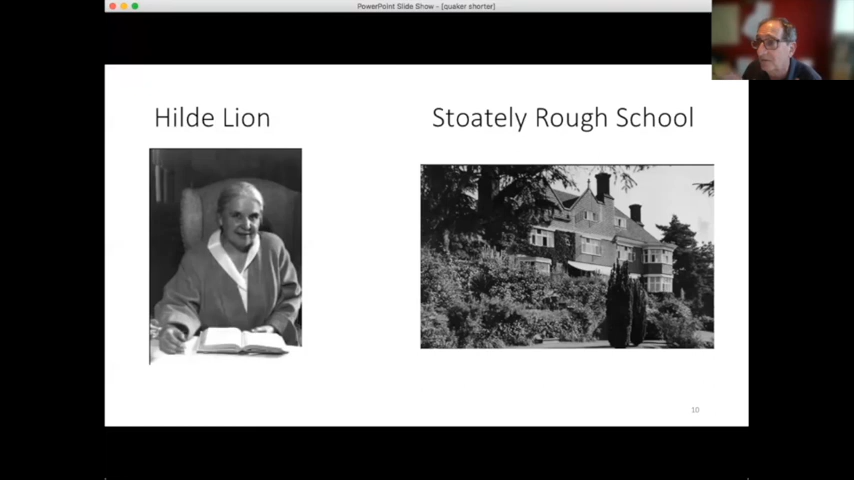 PowerPoint Slide Show - [quaker shorter]
Hilde Lion
Stoately Rough School
10